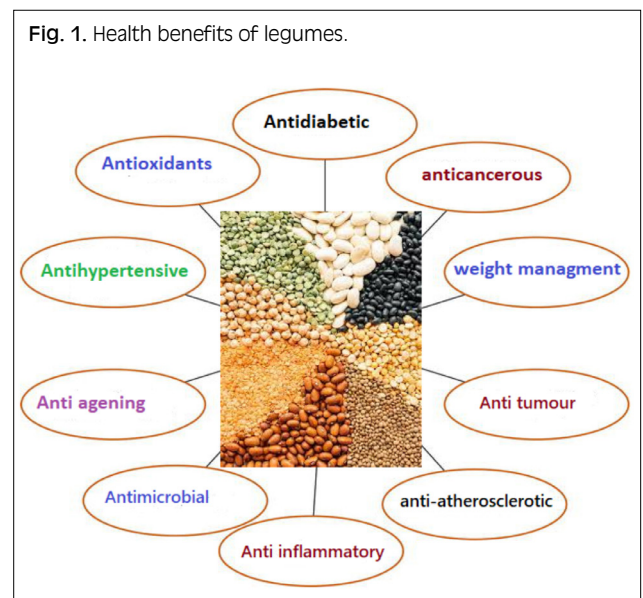 Fig. 1. Health benefits of legumes.
Antidiabetic
Antioxidants
anticancerous
Antihypertensive
weight managment
Anti agening
Anti tumour
Antimicrobial
anti-atherosclerotic
Anti inflammatory